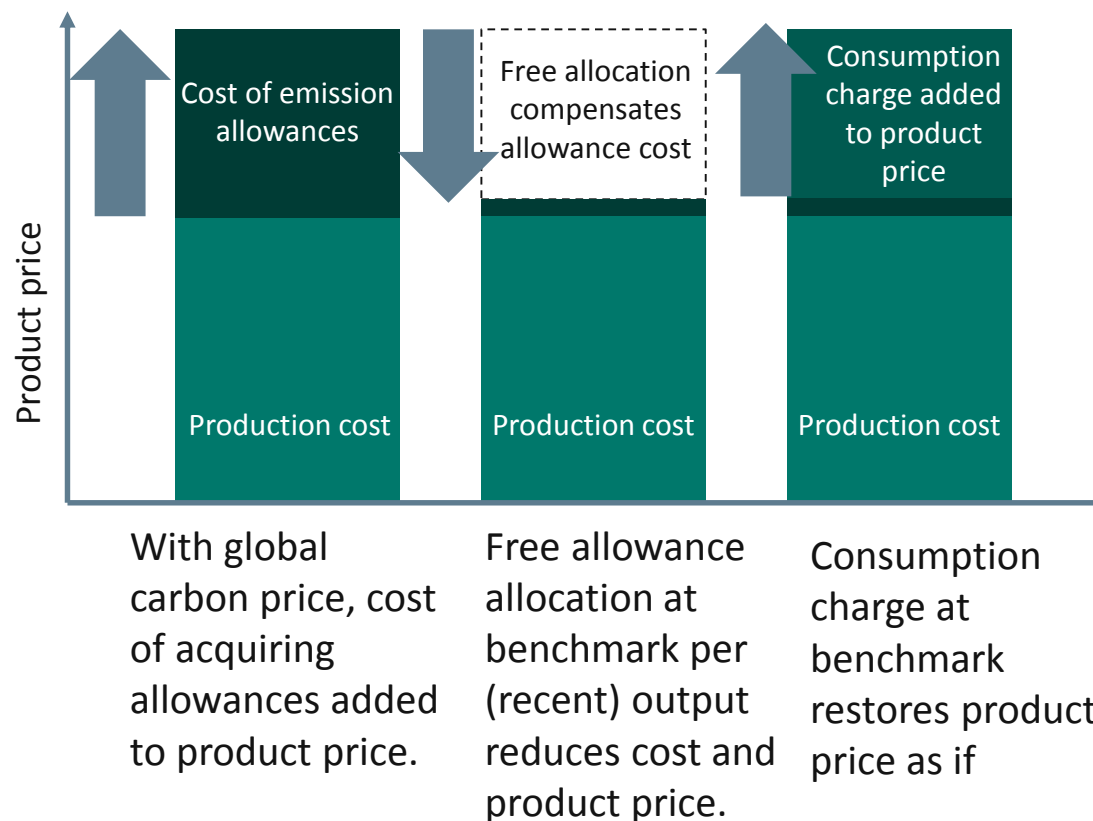 Product price
Cost of emission
allowances
Production cost
Free allocation
compensates
allowance cost
Production cost
Consumption
charge added
to product
price
Production cost
With global
carbon price, cost
of acquiring
allowances added
to product price.
Free allowance
allocation at
benchmark per
(recent) output
reduces cost and
product price.
Consumption
charge at
benchmark
restores product
price as if